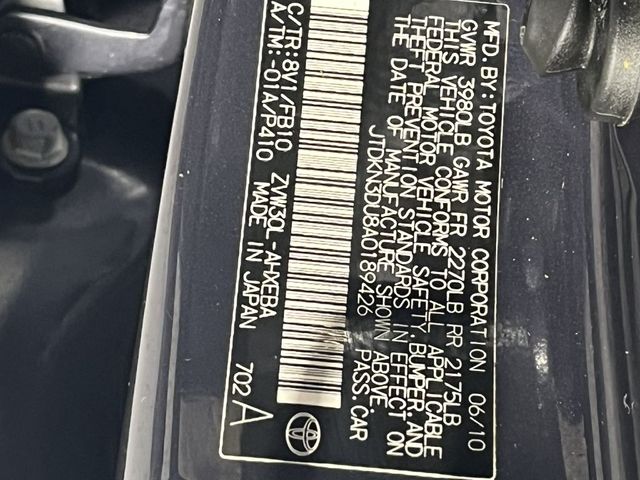 MFD. BY: TOYOTA MOTOR CORPORATION 06/10
GVWR 3980LB GAWR FR 2270LB RR 2175LB
THIS VEHICLE CONFORMS TO ALL APPLICABLE
FEDERAL MOTOR VEHICLE SAFETY, BUMPER, AND
THEFT PREVENTION STANDARDS IN EFFECT ON
THE DATE OF MANUFACTURE SHOWN ABOVE.
JTDKN3DU8A0189426 PASS. CAR
C/TR: 8V1/FB10 ZVW30L-AHXEBA
A/TM: -01A/P410 MADE IN JAPAN 702 A